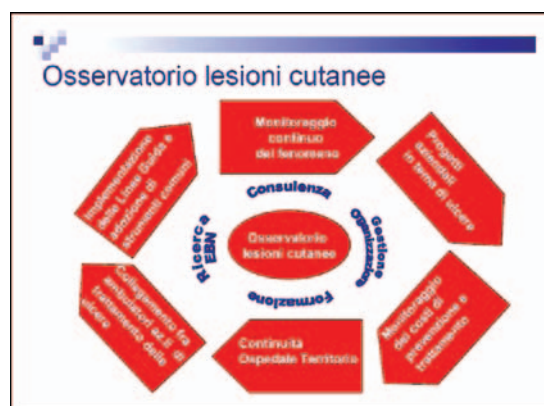 Osservatorio lesioni cutanee
Monitoraggio
continuo
del fenomeno
Progetti
aziendali
in tema di ulcere
Monitoraggio
dei costi di
prevenzione e
trattamento
Continuità
Ospedale Territorio
Collegamento fra
ambulatori az.li di
trattamento delle
ulcere
Implementazione
delle Linee Guida e
adozione di
strumenti comuni
Consulenza
Gestione
Organizzazione
Formazione
Ricerca
EBN
Osservatorio
lesioni cutanee